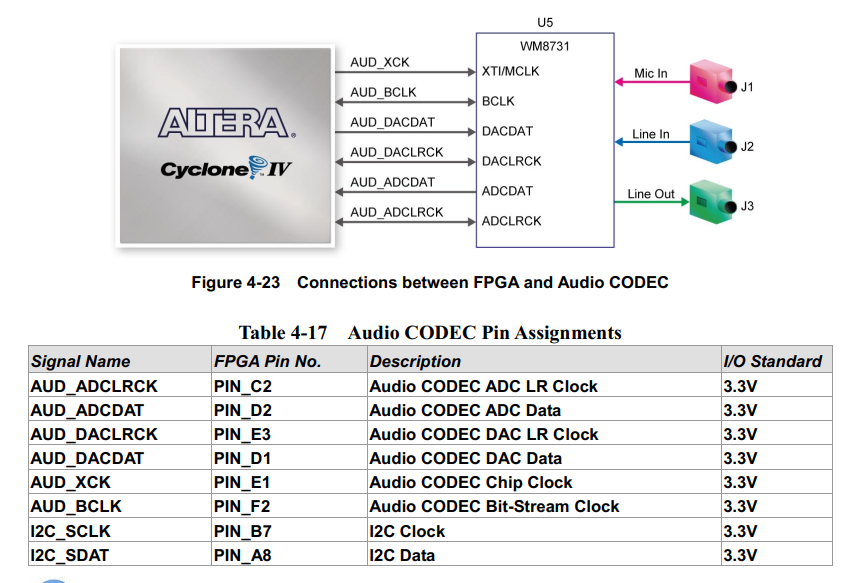 U5
WM8731
AUD_XCK XTI/MCLK
Mic In J1
AUD_BCLK BCLK
AUD_DACDAT DACDAT
ALTERA®
Line In J2
AUD_DACLRCK DACLRCK
Cyclone™ IV
AUD_ADCDAT ADCDAT
Line Out J3
AUD_ADCLRCK ADCLRCK
Figure 4-23 Connections between FPGA and Audio CODEC
Table 4-17 Audio CODEC Pin Assignments
Signal Name FPGA Pin No. Description I/O Standard
AUD_ADCLRCK PIN_C2 Audio CODEC ADC LR Clock 3.3V
AUD_ADCDAT PIN_D2 Audio CODEC ADC Data 3.3V
AUD_DACLRCK PIN_E3 Audio CODEC DAC LR Clock 3.3V
AUD_DACDAT PIN_D1 Audio CODEC DAC Data 3.3V
AUD_XCK PIN_E1 Audio CODEC Chip Clock 3.3V
AUD_BCLK PIN_F2 Audio CODEC Bit-Stream Clock 3.3V
I2C_SCLK PIN_B7 I2C Clock 3.3V
I2C_SDAT PIN_A8 I2C Data 3.3V